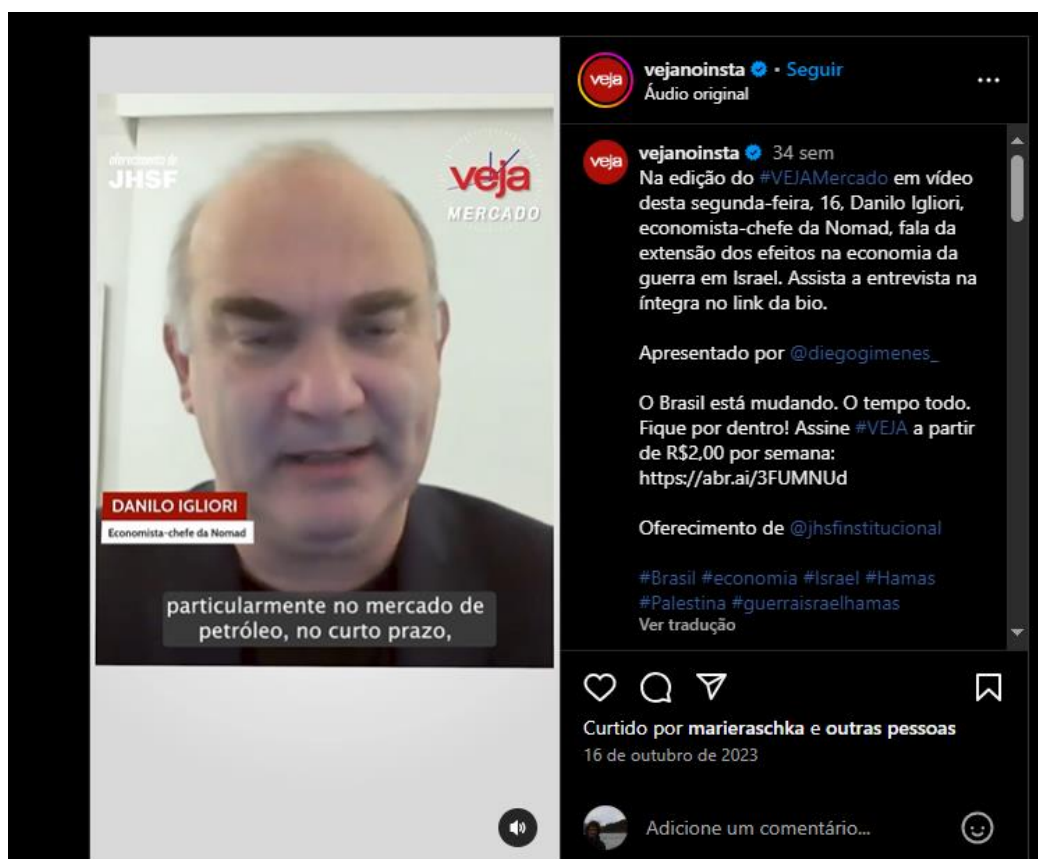 oferecimento de
JHSF
veja
MERCADO
DANILO IGLIORI
Economista-chefe da Nomad
particularmente no mercado de
petróleo, no curto prazo,
veja
vejanoinsta • Seguir
Áudio original
veja
vejanoinsta 34 sem
Na edição do #VEJAMercado em vídeo
desta segunda-feira, 16, Danilo Igliori,
economista-chefe da Nomad, fala da
extensão dos efeitos na economia da
guerra em Israel. Assista a entrevista na
íntegra no link da bio.
Apresentado por @diegogimenes_
O Brasil está mudando. O tempo todo.
Fique por dentro! Assine #VEJA a partir
de R$2,00 por semana:
https://abr.ai/3FUMNUd
Oferecimento de @jhsfinstitucional
#Brasil #economia #Israel #Hamas
#Palestina #guerraisraelhamas
Ver tradução
Curtido por marieraschka e outras pessoas
16 de outubro de 2023
Adicione um comentário...